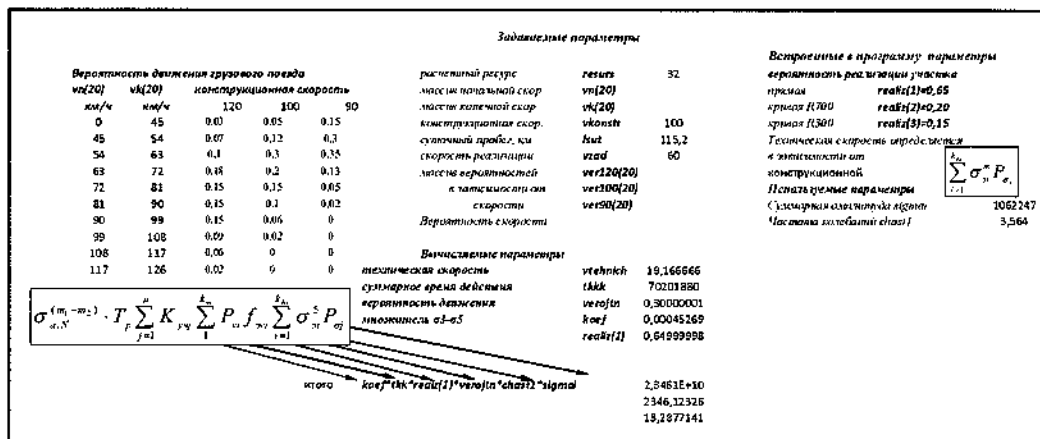 Задаваемые параметры
Вероятность движения грузового поезда
vn(20) vk(20) конструкционная скорость
км/ч км/ч 120 100 90
0 45 0,03 0,05 0,15
45 54 0,07 0,12 0,3
54 63 0,1 0,3 0,35
63 72 0,18 0,2 0,13
72 81 0,15 0,15 0,05
81 90 0,15 0,1 0,02
90 99 0,15 0,06 0
99 108 0,09 0,02 0
108 117 0,06 0 0
117 126 0,02 0 0
расчетный ресурс resurs 32
массив начальной скор vn(20)
массив конечной скор vk(20)
конструкционная скор. vkonstr 100
суточный пробег, км lsut 115,2
скорость реализации vzad 60
массив вероятностей ver120(20)
в зависимости от ver100(20)
скорости ver90(20)
Вероятность скорости
Встроенные в программу параметры
вероятность реализации участка
прямая realiz(1)=0,65
кривая R700 realiz(2)=0,20
кривая R300 realiz(3)=0,15
Техническая скорость определяется
в зависимости от
конструкционной
Используемые параметры
Суммарная амплитуда sigma 1062247
Частота колебаний chast1 3,564
Вычисляемые параметры
техническая скорость vtehnich 19,166666
суммарное время действия tkkk 70201880
вероятность движения verojtn 0,30000001
множитель σ3-σ5 koef 0,00045269
realiz(1) 0,64999998
итого koef*tkk*realiz(1)*verojtn*chast2*sigmal 2,3461E+10
2346,12326
13,2877141